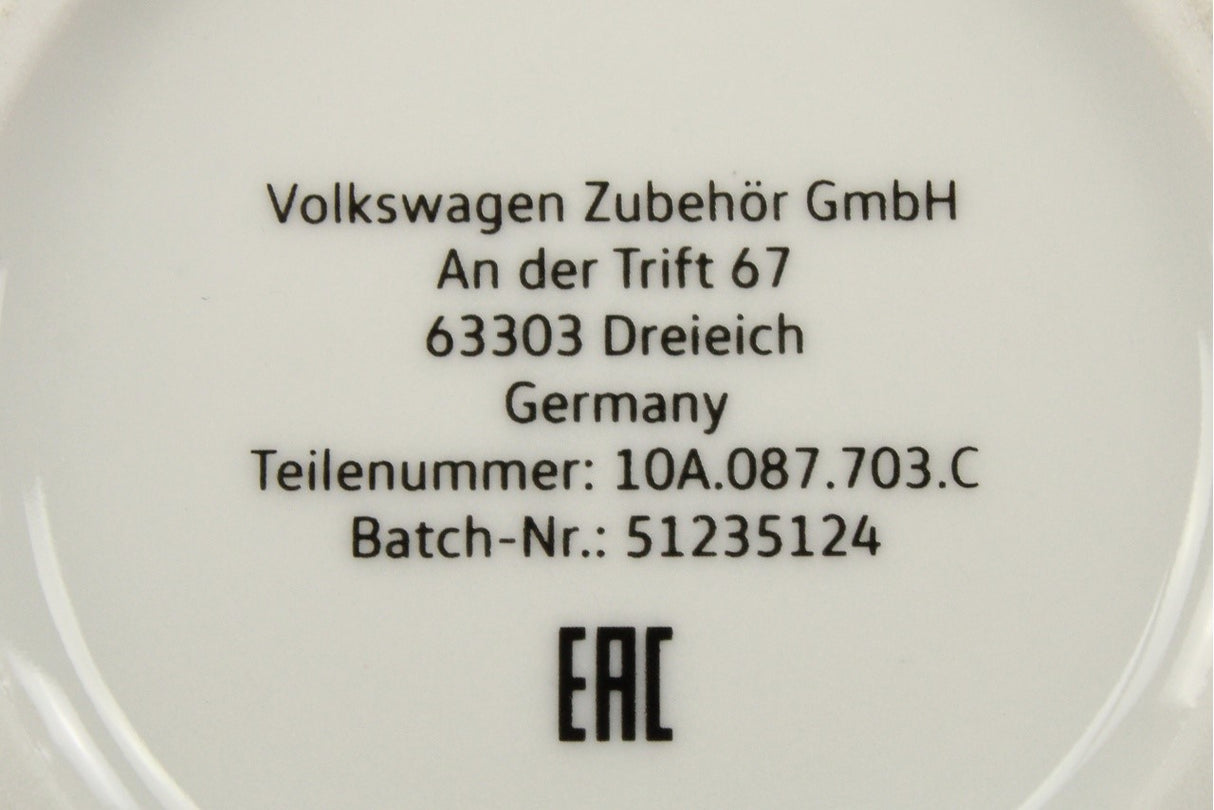 Volkswagen Zubehör GmbH
An der Trift 67
63303 Dreieich
Germany
Teilenummer: 10A.087.703.C
Batch-Nr.: 51235124
EAC